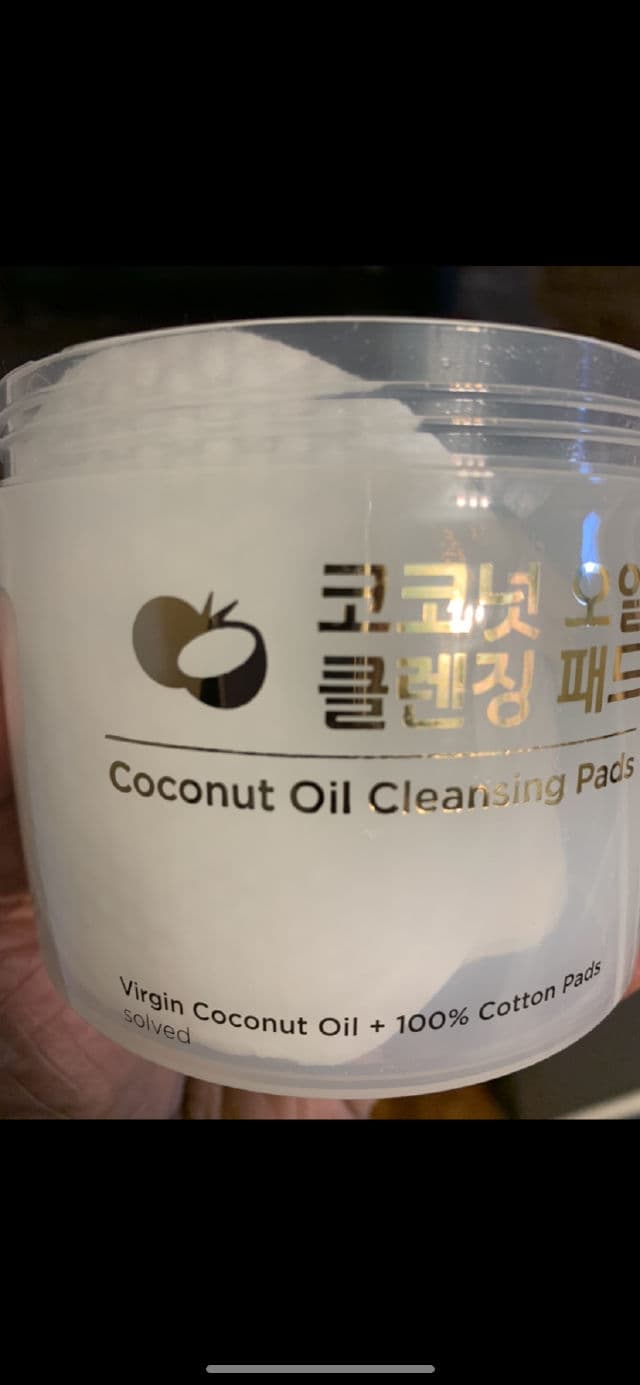 코코넛 오일
클렌징 패드
Coconut Oil Cleansing Pads
Virgin Coconut Oil + 100% Cotton Pads
solved